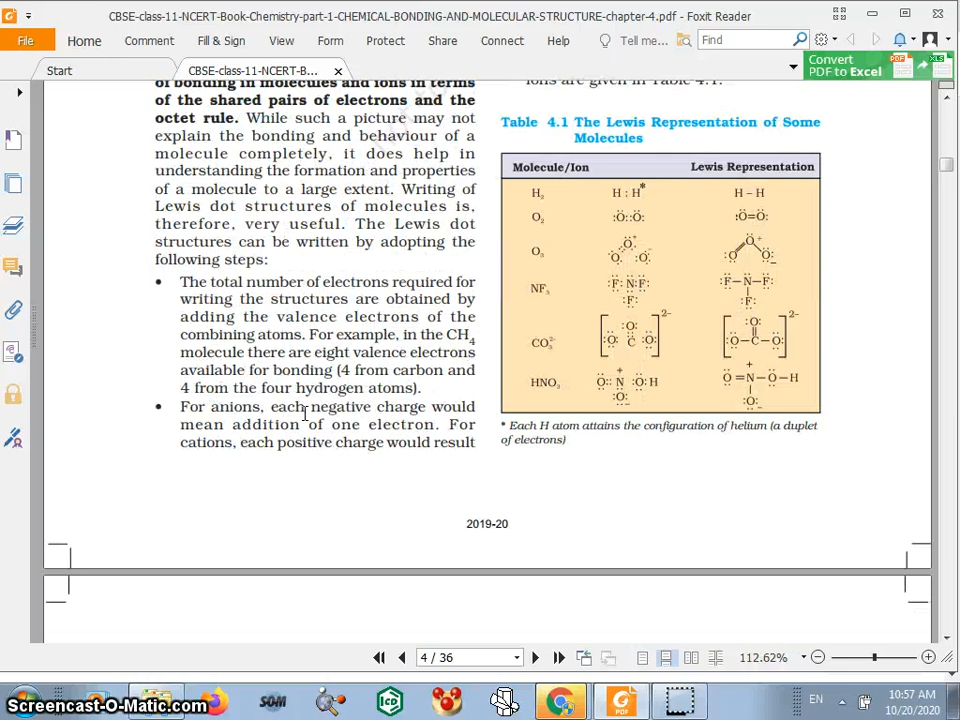 CBSE-class-11-NCERT-Book-Chemistry-part-1-CHEMICAL-BONDING-AND-MOLECULAR-STRUCTURE-chapter-4.pdf - Foxit Reader
File Home Comment Fill & Sign View Form Protect Share Connect Help Tell me... Find
Start CBSE-class-11-NCERT-B...
Convert
PDF to Excel
of bonding in molecules and ions in terms
of the shared pairs of electrons and the
octet rule. While such a picture may not
explain the bonding and behaviour of a
molecule completely, it does help in
understanding the formation and properties
of a molecule to a large extent. Writing of
Lewis dot structures of molecules is,
therefore, very useful. The Lewis dot
structures can be written by adopting the
following steps:
• The total number of electrons required for
writing the structures are obtained by
adding the valence electrons of the
combining atoms. For example, in the CH₄
molecule there are eight valence electrons
available for bonding (4 from carbon and
4 from the four hydrogen atoms).
• For anions, each negative charge would
mean addition of one electron. For
cations, each positive charge would result
ions are given in Table 4.1.
Table 4.1 The Lewis Representation of Some
Molecules
Molecule/Ion Lewis Representation
H₂ H : H* H – H
O₂ :Ö::Ö: :Ö=Ö:
O₃
NF₃
CO₃²⁻
HNO₃
* Each H atom attains the configuration of helium (a duplet
of electrons)
2019-20
4 / 36 112.62%
EN 10:57 AM
10/20/2020
Screencast-O-Matic.com